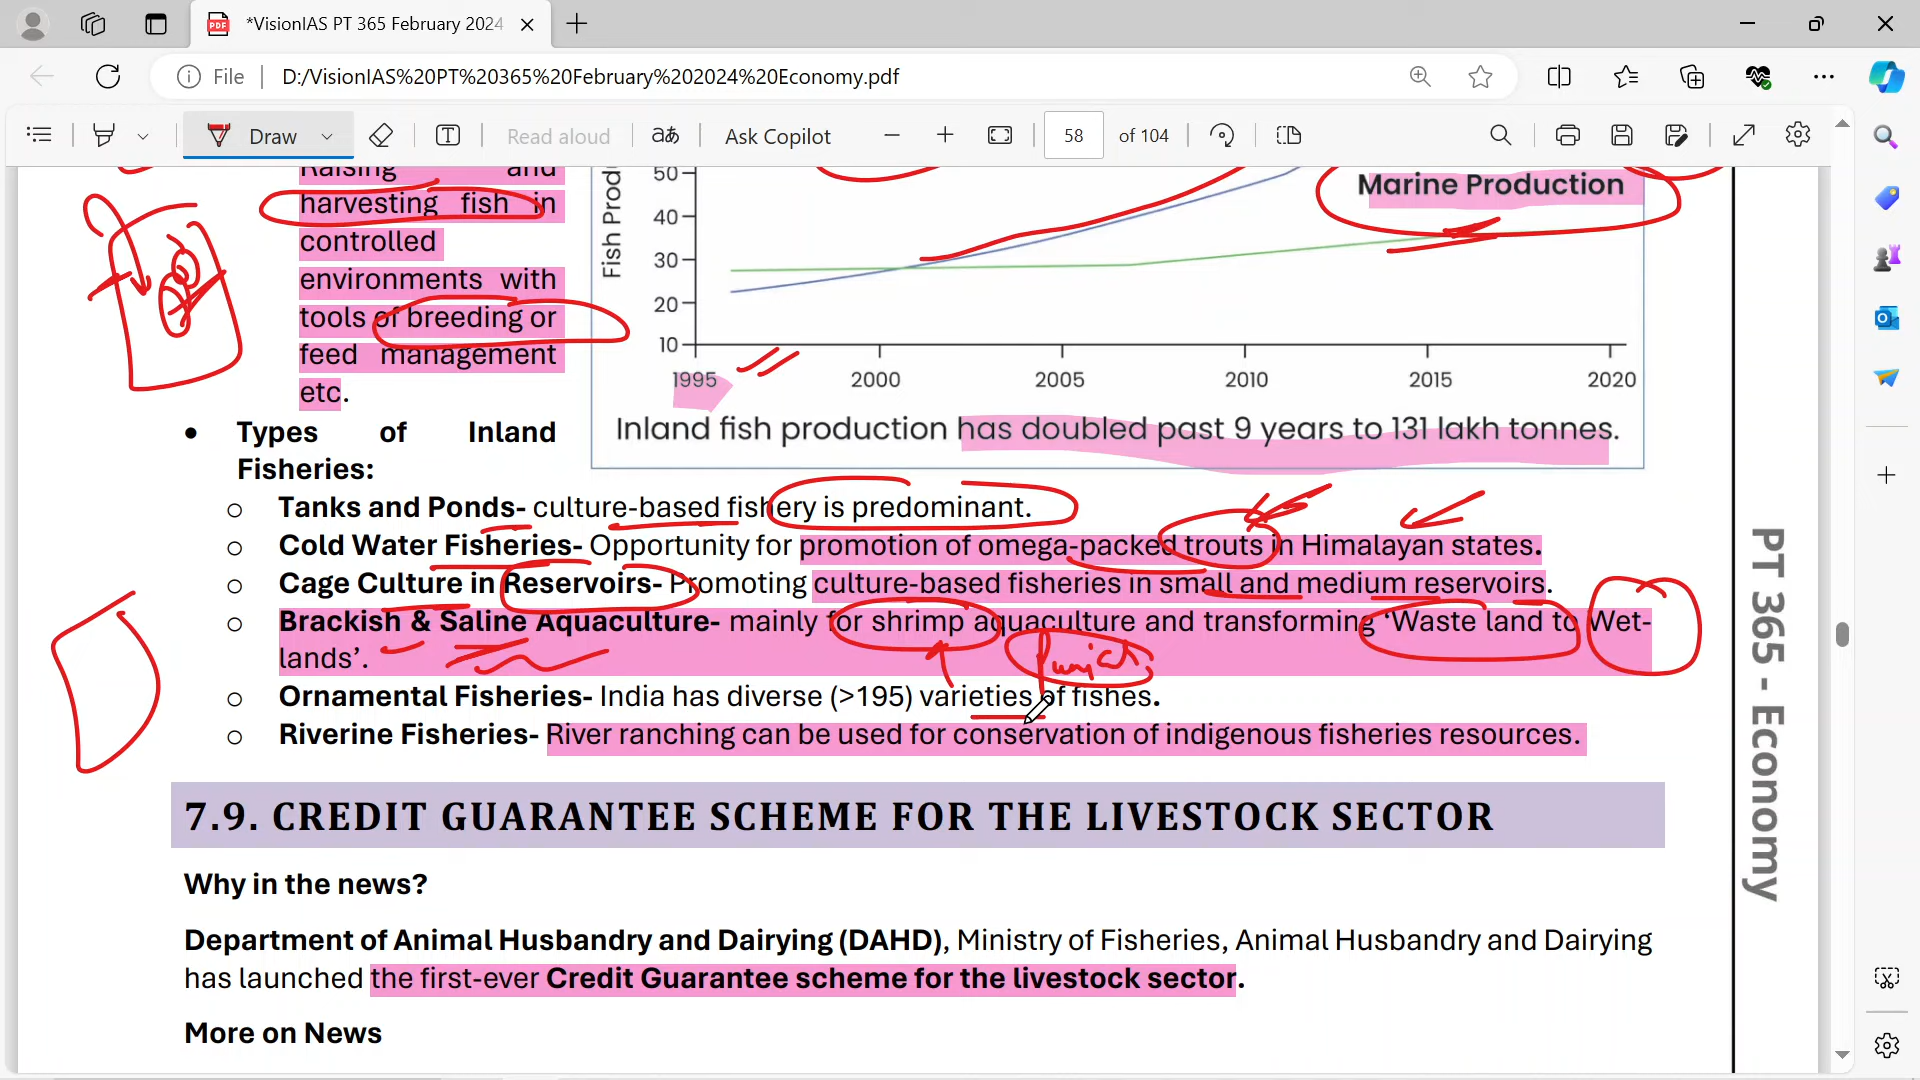 *VisionIAS PT 365 February 2024
File
D:/VisionIAS%20PT%20365%20February%202024%20Economy.pdf
Draw
Read aloud
aあ
Ask Copilot
58
of 104
Raising and
harvesting fish in
controlled
environments with
tools of breeding or
feed management
etc.
Fish Prod
50
40
30
20
10
1995
2000
2005
2010
2015
2020
Marine Production
Inland fish production has doubled past 9 years to 131 lakh tonnes.
• Types of Inland
Fisheries:
o Tanks and Ponds- culture-based fishery is predominant.
o Cold Water Fisheries- Opportunity for promotion of omega-packed trouts in Himalayan states.
o Cage Culture in Reservoirs- Promoting culture-based fisheries in small and medium reservoirs.
o Brackish & Saline Aquaculture- mainly for shrimp aquaculture and transforming ‘Waste land to Wet-
lands’.
o Ornamental Fisheries- India has diverse (>195) varieties of fishes.
o Riverine Fisheries- River ranching can be used for conservation of indigenous fisheries resources.
7.9. CREDIT GUARANTEE SCHEME FOR THE LIVESTOCK SECTOR
Why in the news?
Department of Animal Husbandry and Dairying (DAHD), Ministry of Fisheries, Animal Husbandry and Dairying
has launched the first-ever Credit Guarantee scheme for the livestock sector.
More on News
PT 365 - Economy